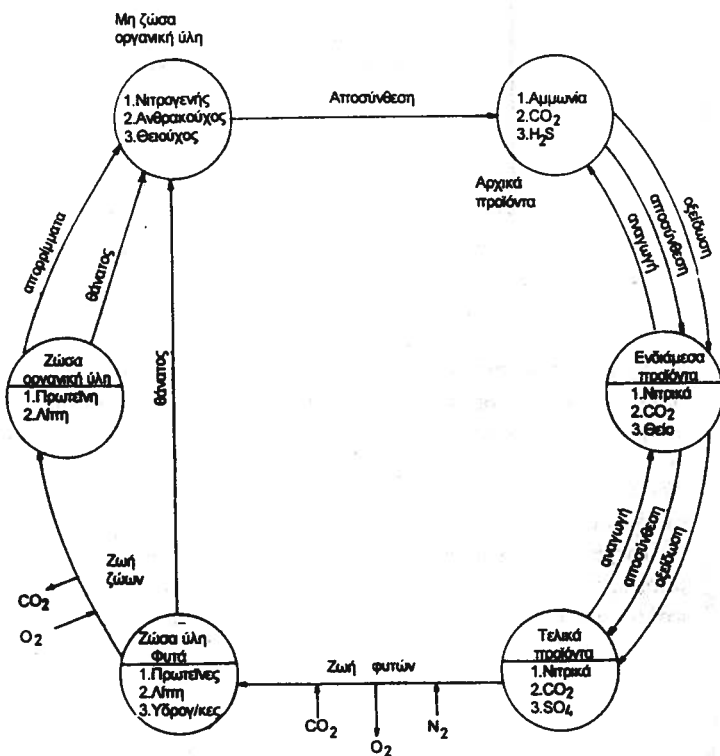 Μη ζώσα
οργανική ύλη
1.Νιτρογενής
2.Ανθρακούχος
3.Θειούχος
Αποσύνθεση
1.Αμμωνία
2.CO2
3.H2S
Αρχικά
προϊόντα
αναγωγή
αποσύνθεση
οξείδωση
απορρίμματα
θάνατος
θάνατος
Ζώσα
οργανική ύλη
1.Πρωτεΐνη
2.Λίπη
Ενδιάμεσα
προϊόντα
1.Νιτρικά
2.CO2
3.Θείο
αναγωγή
αποσύνθεση
οξείδωση
Ζωή
ζώων
CO2
O2
Ζώσα ύλη
Φυτά
1.Πρωτεΐνες
2.Λίπη
3.Υδρογ/κες
Ζωή φυτών
CO2
O2
N2
Τελικά
προϊόντα
1.Νιτρικά
2.CO2
3.SO4